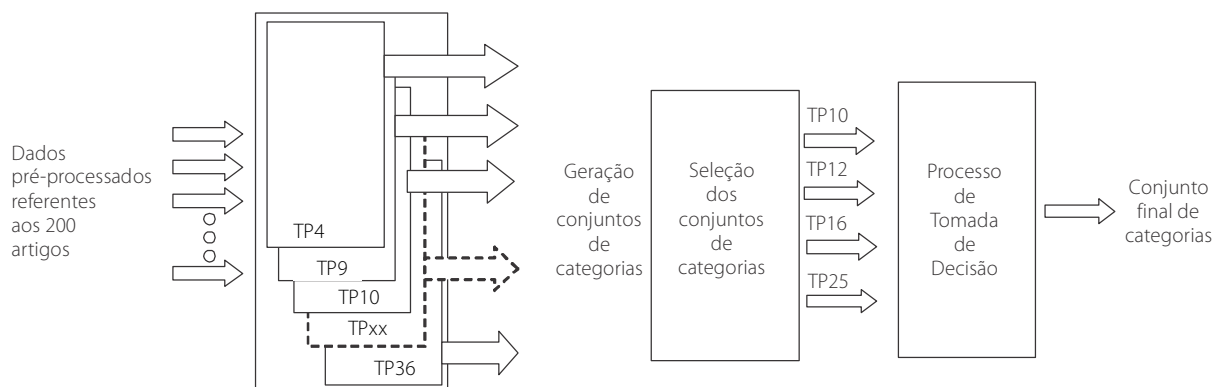 Dados
pré-processados
referentes
aos 200
artigos
TP4
TP9
TP10
TPxx
TP36
Geração
de
conjuntos
de
categorias
Seleção
dos
conjuntos
de
categorias
TP10
TP12
TP16
TP25
Processo
de
Tomada
de
Decisão
Conjunto
final de
categorias